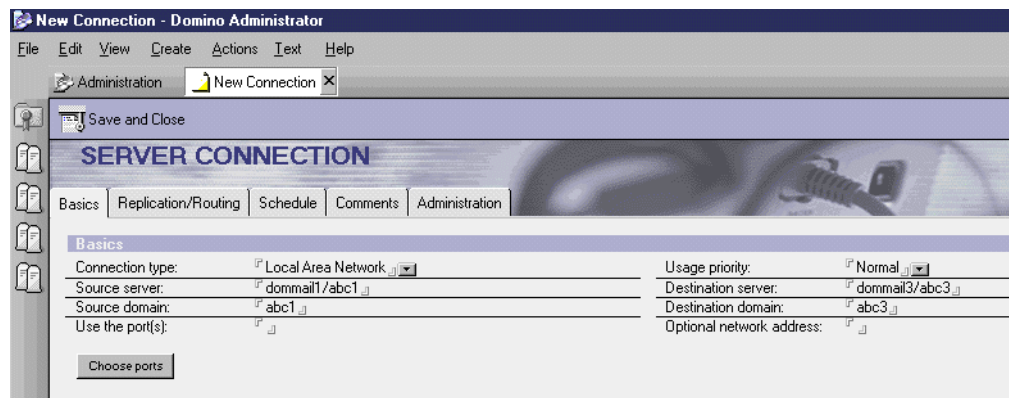 New Connection - Domino Administrator
File Edit View Create Actions Text Help
Administration New Connection
Save and Close
SERVER CONNECTION
Basics Replication/Routing Schedule Comments Administration
Basics
Connection type: Local Area Network Usage priority: Normal
Source server: dommail1/abc1 Destination server: dommail3/abc3
Source domain: abc1 Destination domain: abc3
Use the port(s): Optional network address:
Choose ports